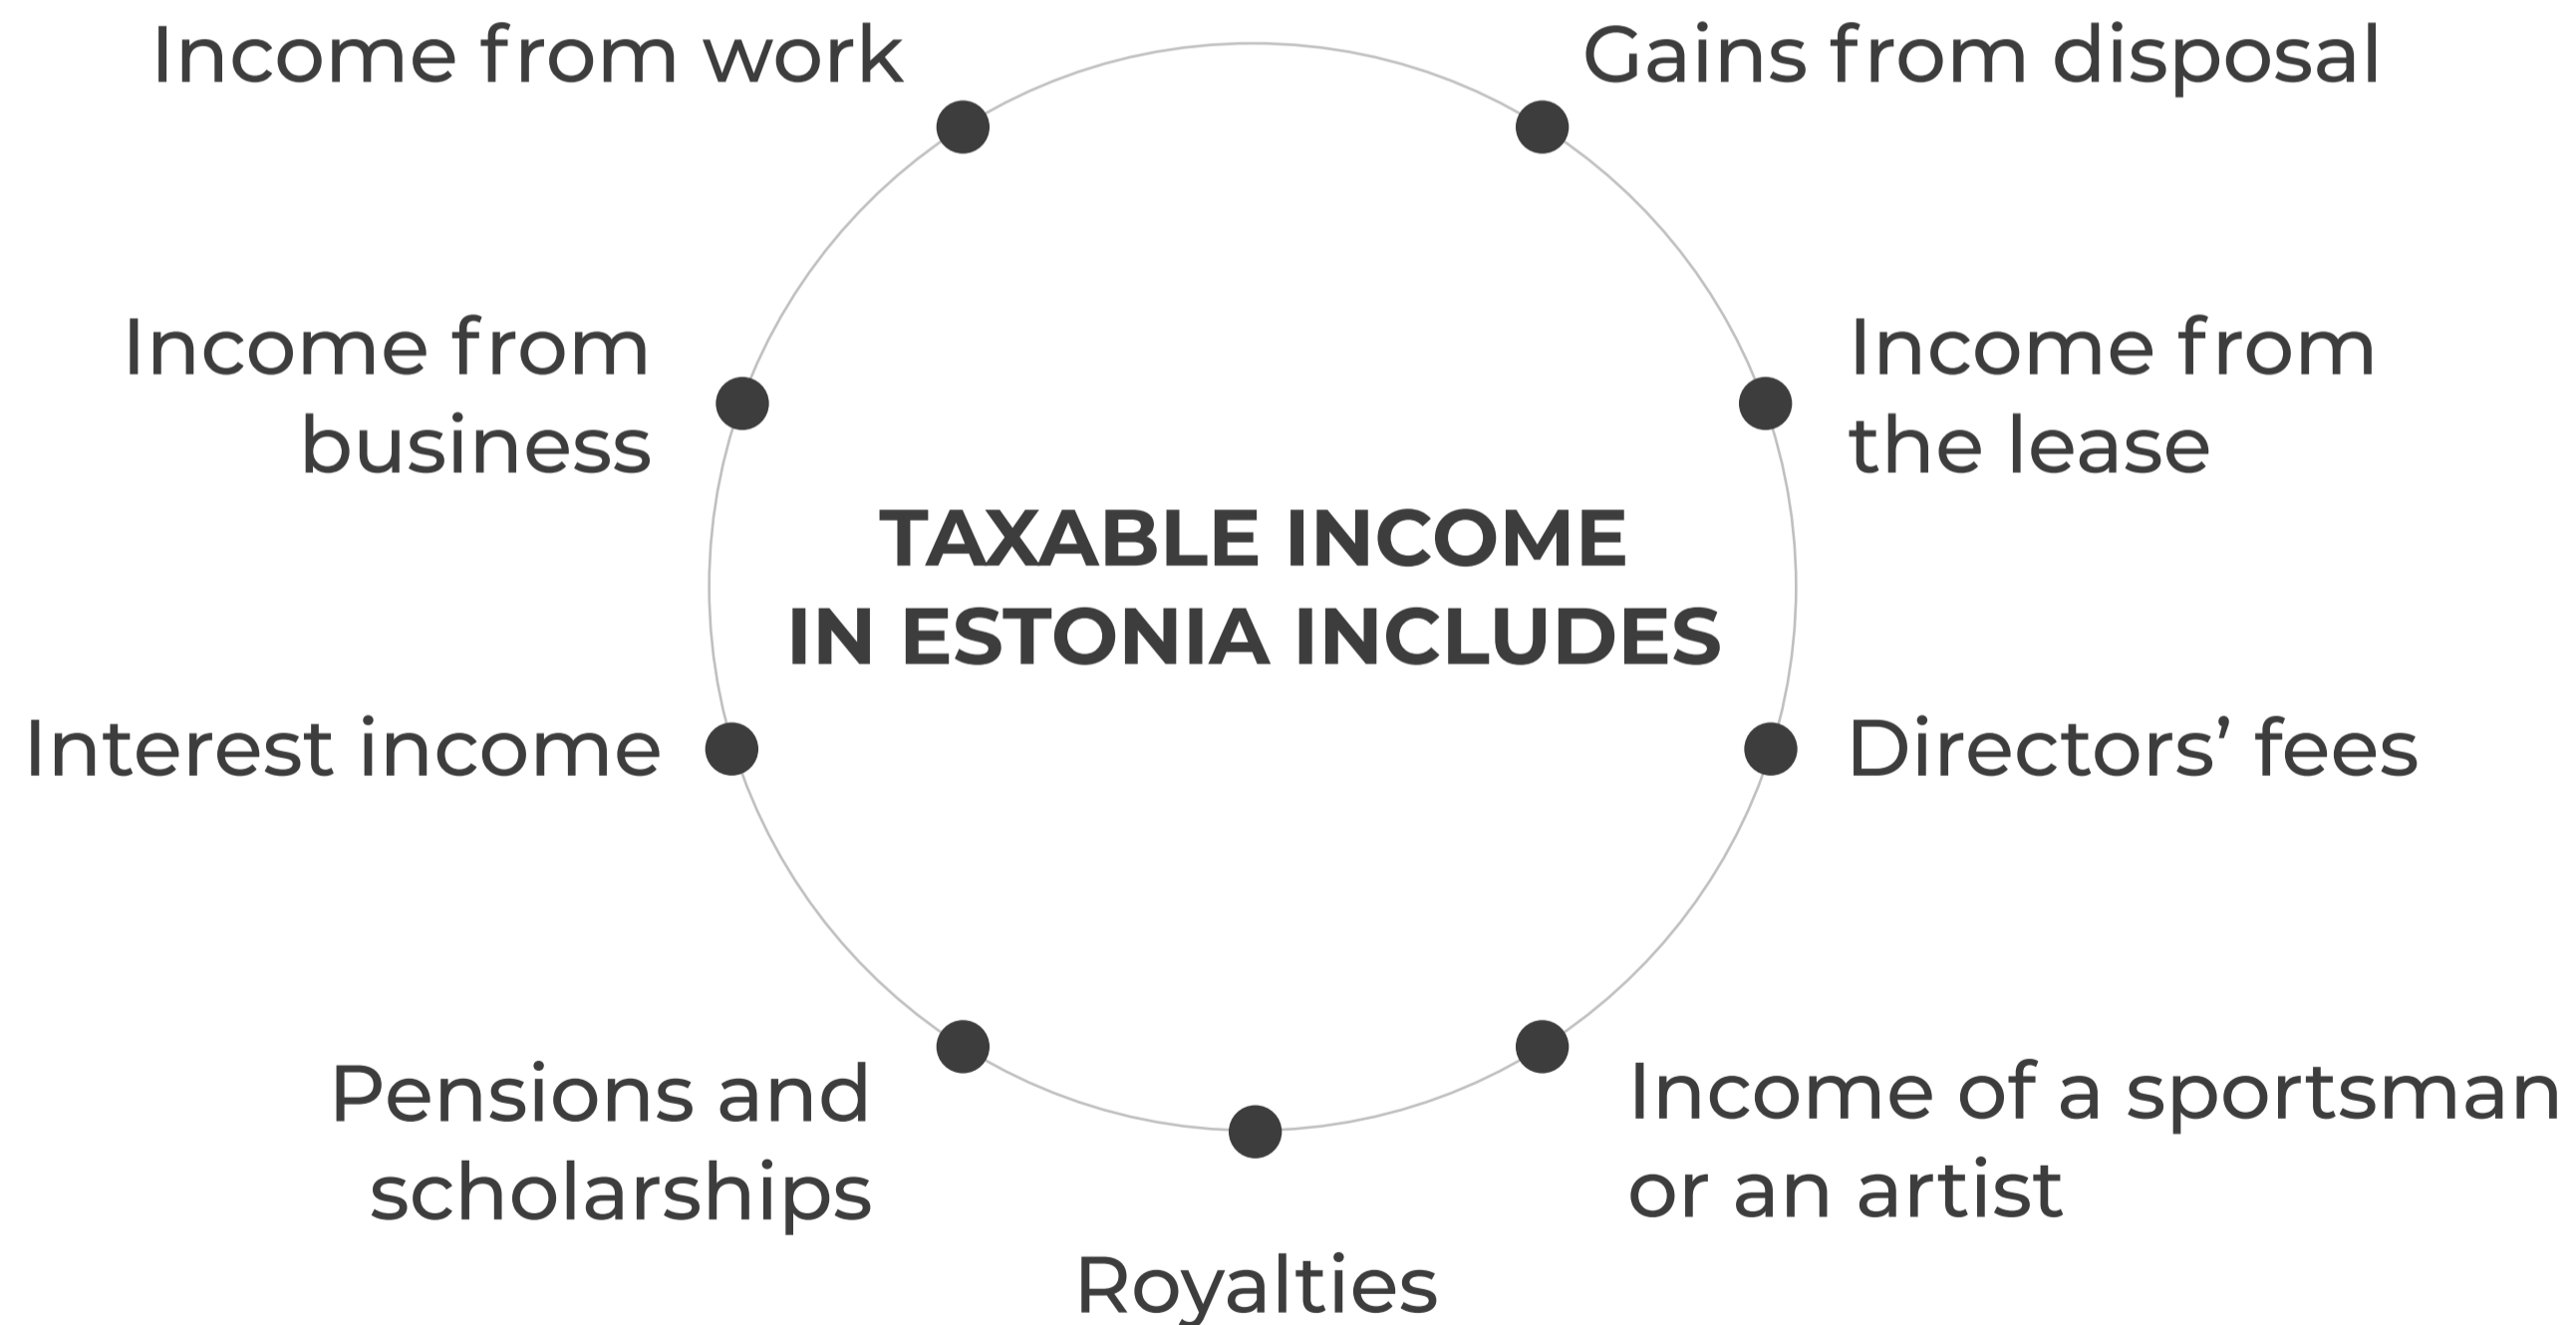 Income from work
Gains from disposal
Income from
business
Income from
the lease
TAXABLE INCOME
IN ESTONIA INCLUDES
Interest income
Directors’ fees
Pensions and
scholarships
Income of a sportsman
or an artist
Royalties